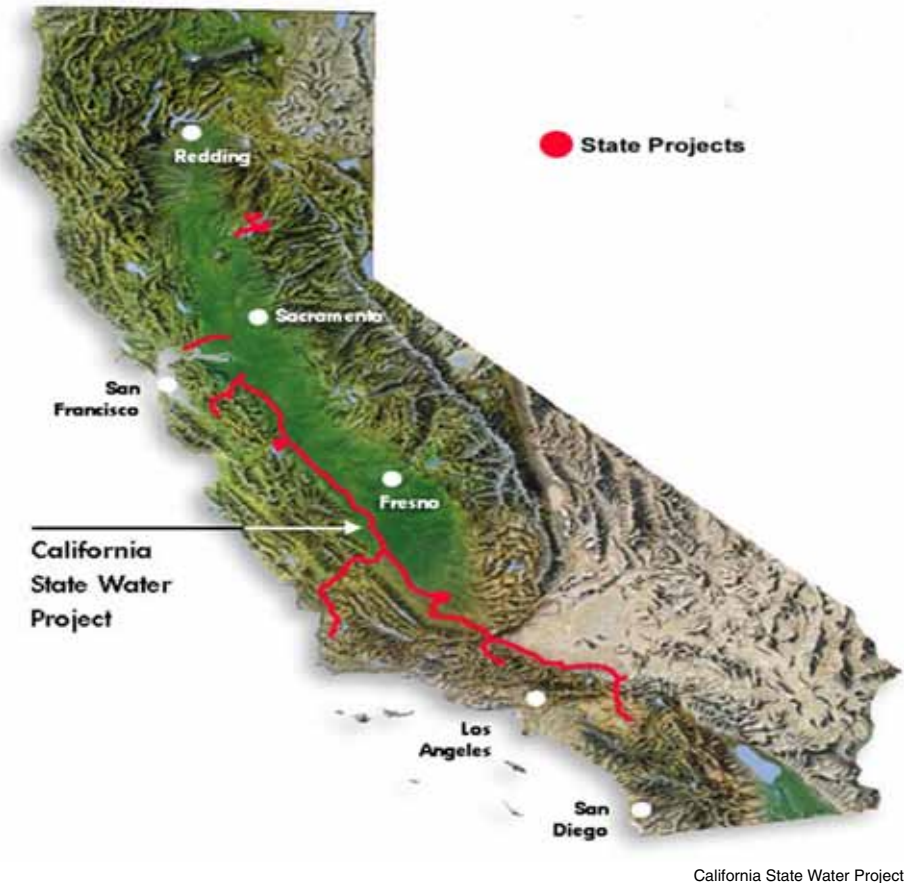 Redding
State Projects
Sacramento
San
Francisco
Fresno
California
State Water
Project
Los
Angeles
San
Diego
California State Water Project